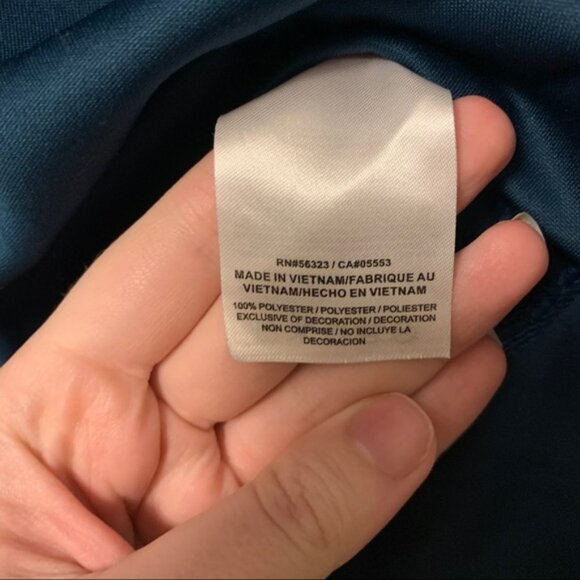 RN#56323 / CA#05553
MADE IN VIETNAM/FABRIQUE AU
VIETNAM/HECHO EN VIETNAM
100% POLYESTER / POLYESTER / POLIESTER
EXCLUSIVE OF DECORATION / DECORATION
NON COMPRISE / NO INCLUYE LA
DECORACION